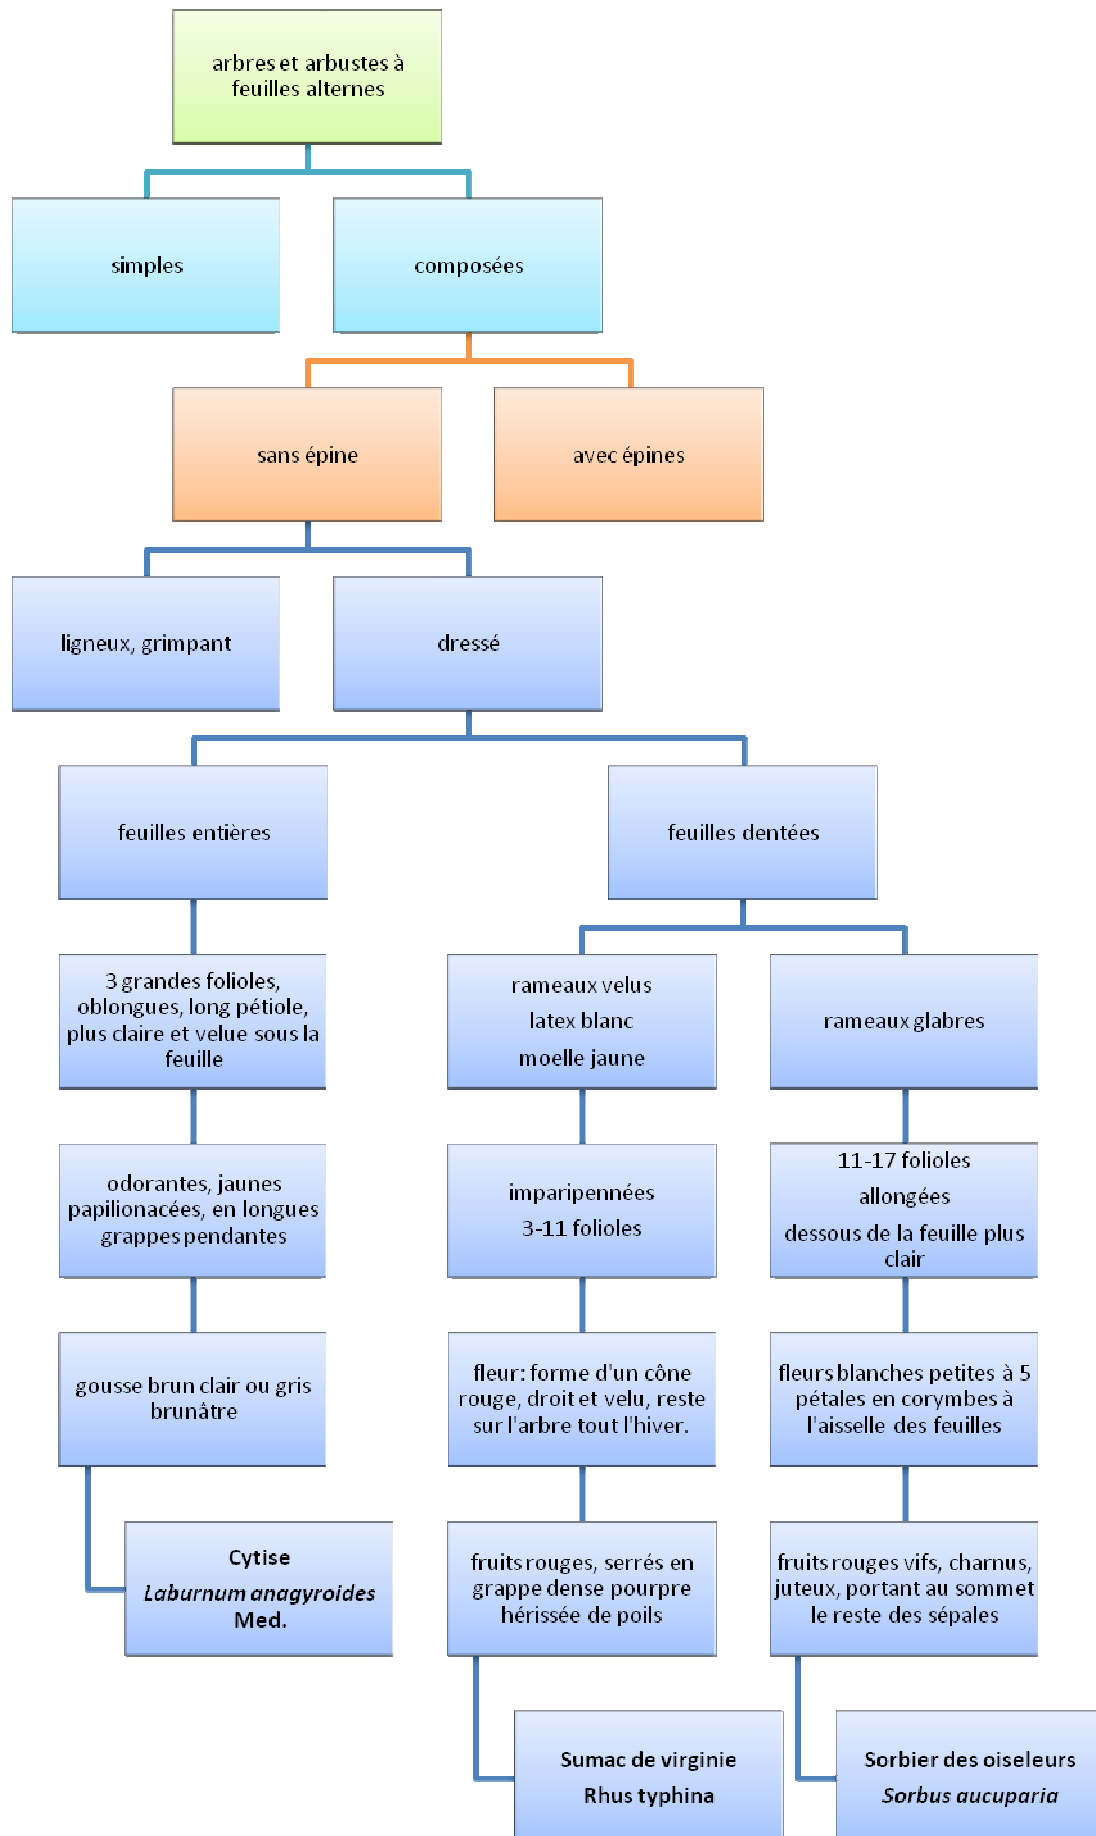 arbres et arbustes à
feuilles alternes
simples
composées
sans épine
avec épines
ligneux, grimpant
dressé
feuilles entières
feuilles dentées
3 grandes folioles,
oblongues, long pétiole,
plus claire et velue sous la
feuille
rameaux velus
latex blanc
moelle jaune
rameaux glabres
odorantes, jaunes
papilionacées, en longues
grappes pendantes
imparipennées
3-11 folioles
11-17 folioles
allongées
dessous de la feuille plus
clair
gousse brun clair ou gris
brunâtre
fleur: forme d'un cône
rouge, droit et velu, reste
sur l'arbre tout l'hiver.
fleurs blanches petites à 5
pétales en corymbes à
l'aisselle des feuilles
Cytise
Laburnum anagyroides
Med.
fruits rouges, serrés en
grappe dense pourpre
hérissée de poils
fruits rouges vifs, charnus,
juteux, portant au sommet
le reste des sépales
Sumac de virginie
Rhus typhina
Sorbier des oiseleurs
Sorbus aucuparia